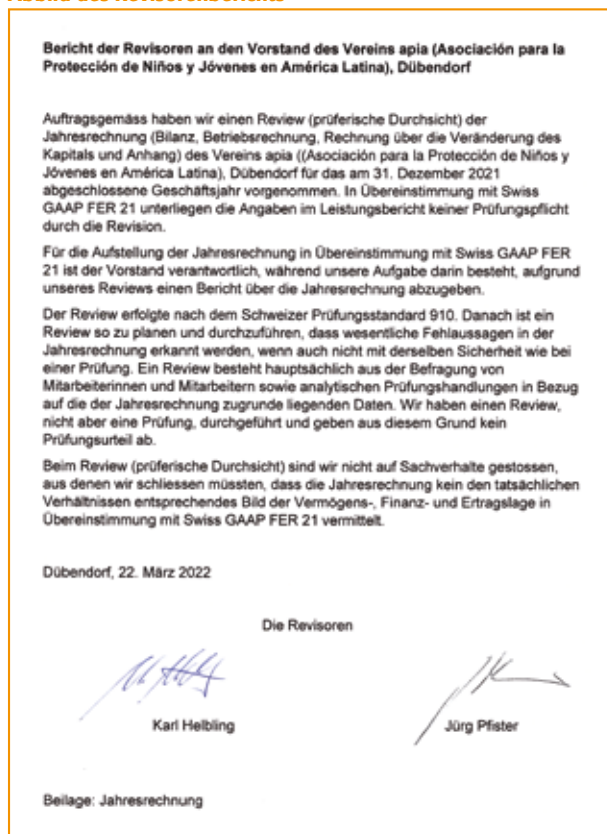 Bericht der Revisoren an den Vorstand des Vereins apia (Asociación para la
Protección de Niños y Jóvenes en América Latina), Dübendorf
Auftragsgemäss haben wir einen Review (prüferische Durchsicht) der
Jahresrechnung (Bilanz, Betriebsrechnung, Rechnung über die Veränderung des
Kapitals und Anhang) des Vereins apia ((Asociación para la Protección de Niños y
Jóvenes en América Latina), Dübendorf für das am 31. Dezember 2021
abgeschlossene Geschäftsjahr vorgenommen. In Übereinstimmung mit Swiss
GAAP FER 21 unterliegen die Angaben im Leistungsbericht keiner Prüfungspflicht
durch die Revision.
Für die Aufstellung der Jahresrechnung in Übereinstimmung mit Swiss GAAP FER
21 ist der Vorstand verantwortlich, während unsere Aufgabe darin besteht, aufgrund
unseres Reviews einen Bericht über die Jahresrechnung abzugeben.
Der Review erfolgte nach dem Schweizer Prüfungsstandard 910. Danach ist ein
Review so zu planen und durchzuführen, dass wesentliche Fehlaussagen in der
Jahresrechnung erkannt werden, wenn auch nicht mit derselben Sicherheit wie bei
einer Prüfung. Ein Review besteht hauptsächlich aus der Befragung von
Mitarbeiterinnen und Mitarbeitern sowie analytischen Prüfungshandlungen in Bezug
auf die der Jahresrechnung zugrunde liegenden Daten. Wir haben einen Review,
nicht aber eine Prüfung, durchgeführt und geben aus diesem Grund kein
Prüfungsurteil ab.
Beim Review (prüferische Durchsicht) sind wir nicht auf Sachverhalte gestossen,
aus denen wir schliessen müssten, dass die Jahresrechnung kein den tatsächlichen
Verhältnissen entsprechendes Bild der Vermögens-, Finanz- und Ertragslage in
Übereinstimmung mit Swiss GAAP FER 21 vermittelt.
Dübendorf, 22. März 2022
Die Revisoren
Karl Helbling
Jürg Pfister
Beilage: Jahresrechnung